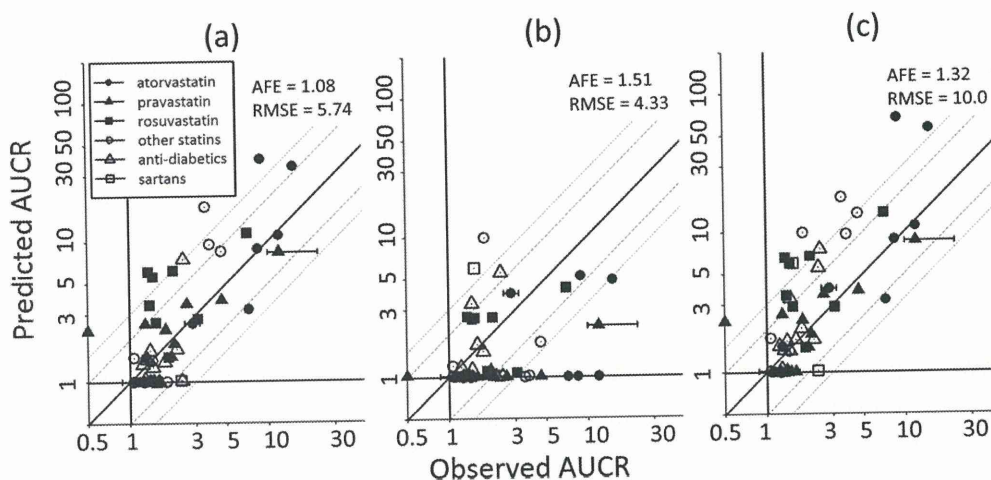 (a)
(b)
(c)
atorvastatin
pravastatin
rosuvastatin
other statins
anti-diabetics
sartans
AFE = 1.08
RMSE = 5.74
AFE = 1.51
RMSE = 4.33
AFE = 1.32
RMSE = 10.0
Predicted AUCR
100
50
30
10
5
3
1
100
50
30
10
5
3
1
100
50
30
10
5
3
1
0.5 1 3 5 10 30
0.5 1 3 5 10 30
0.5 1 3 5 10 30
Observed AUCR